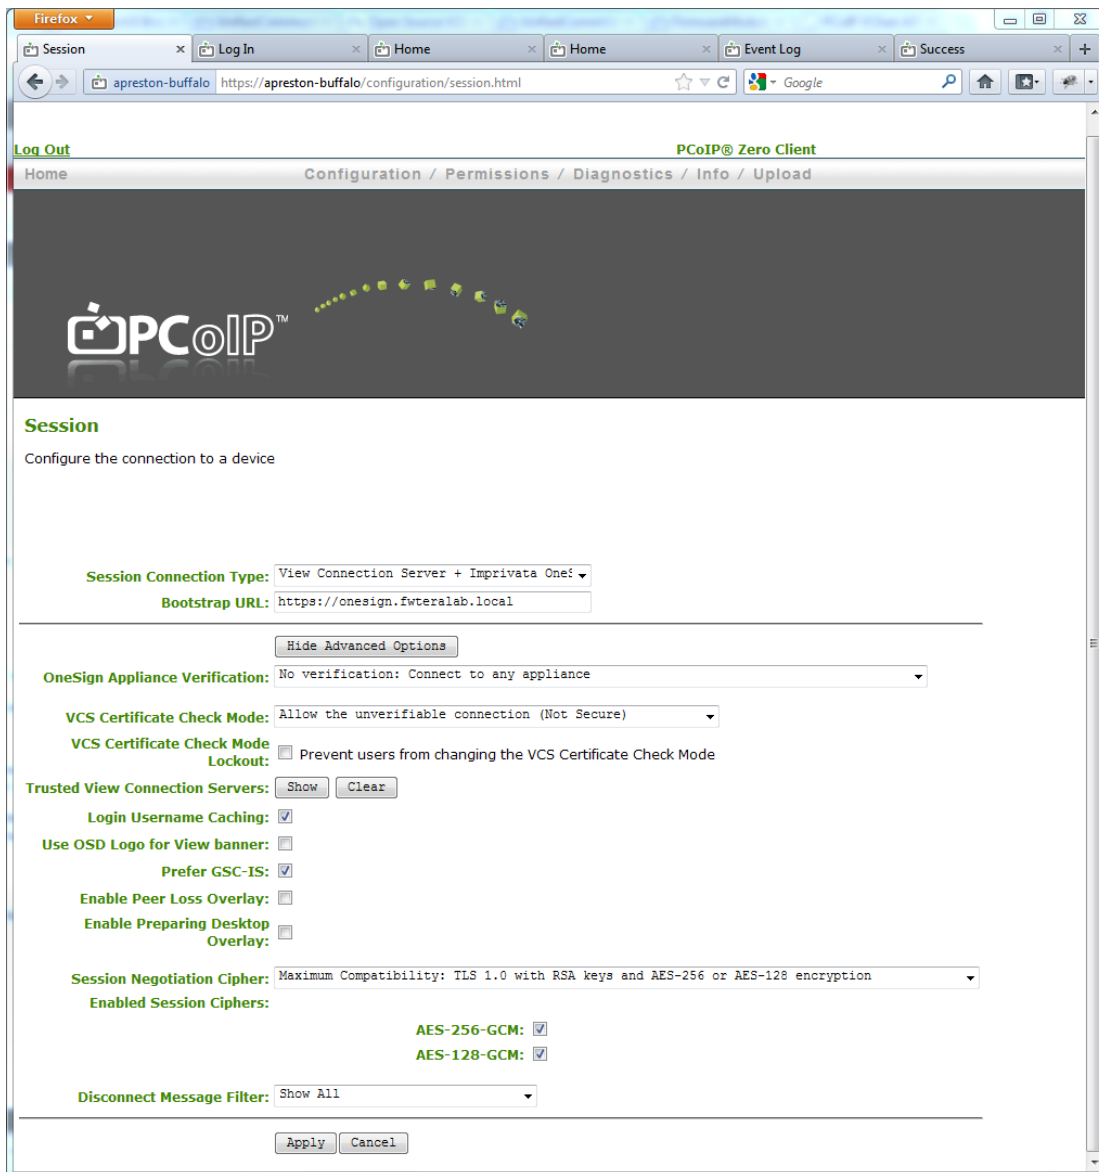 Firefox
Session Log In Home Home Event Log Success
apreston-buffalo https://apreston-buffalo/configuration/session.html Google
Log Out PCoIP® Zero Client
Home Configuration / Permissions / Diagnostics / Info / Upload
PCoIP™
Session
Configure the connection to a device
Session Connection Type: View Connection Server + Imprivata OneS
Bootstrap URL: https://onesign.fwteralab.local
Hide Advanced Options
OneSign Appliance Verification: No verification: Connect to any appliance
VCS Certificate Check Mode: Allow the unverifiable connection (Not Secure)
VCS Certificate Check Mode
Lockout: Prevent users from changing the VCS Certificate Check Mode
Trusted View Connection Servers: Show Clear
Login Username Caching:
Use OSD Logo for View banner:
Prefer GSC-IS:
Enable Peer Loss Overlay:
Enable Preparing Desktop
Overlay:
Session Negotiation Cipher: Maximum Compatibility: TLS 1.0 with RSA keys and AES-256 or AES-128 encryption
Enabled Session Ciphers:
AES-256-GCM:
AES-128-GCM:
Disconnect Message Filter: Show All
Apply Cancel